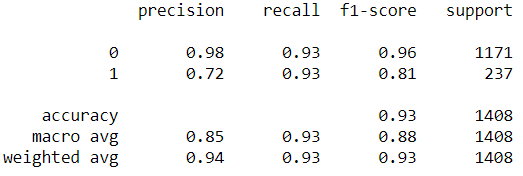 precision recall f1-score support
0 0.98 0.93 0.96 1171
1 0.72 0.93 0.81 237
accuracy 0.93 1408
macro avg 0.85 0.93 0.88 1408
weighted avg 0.94 0.93 0.93 1408